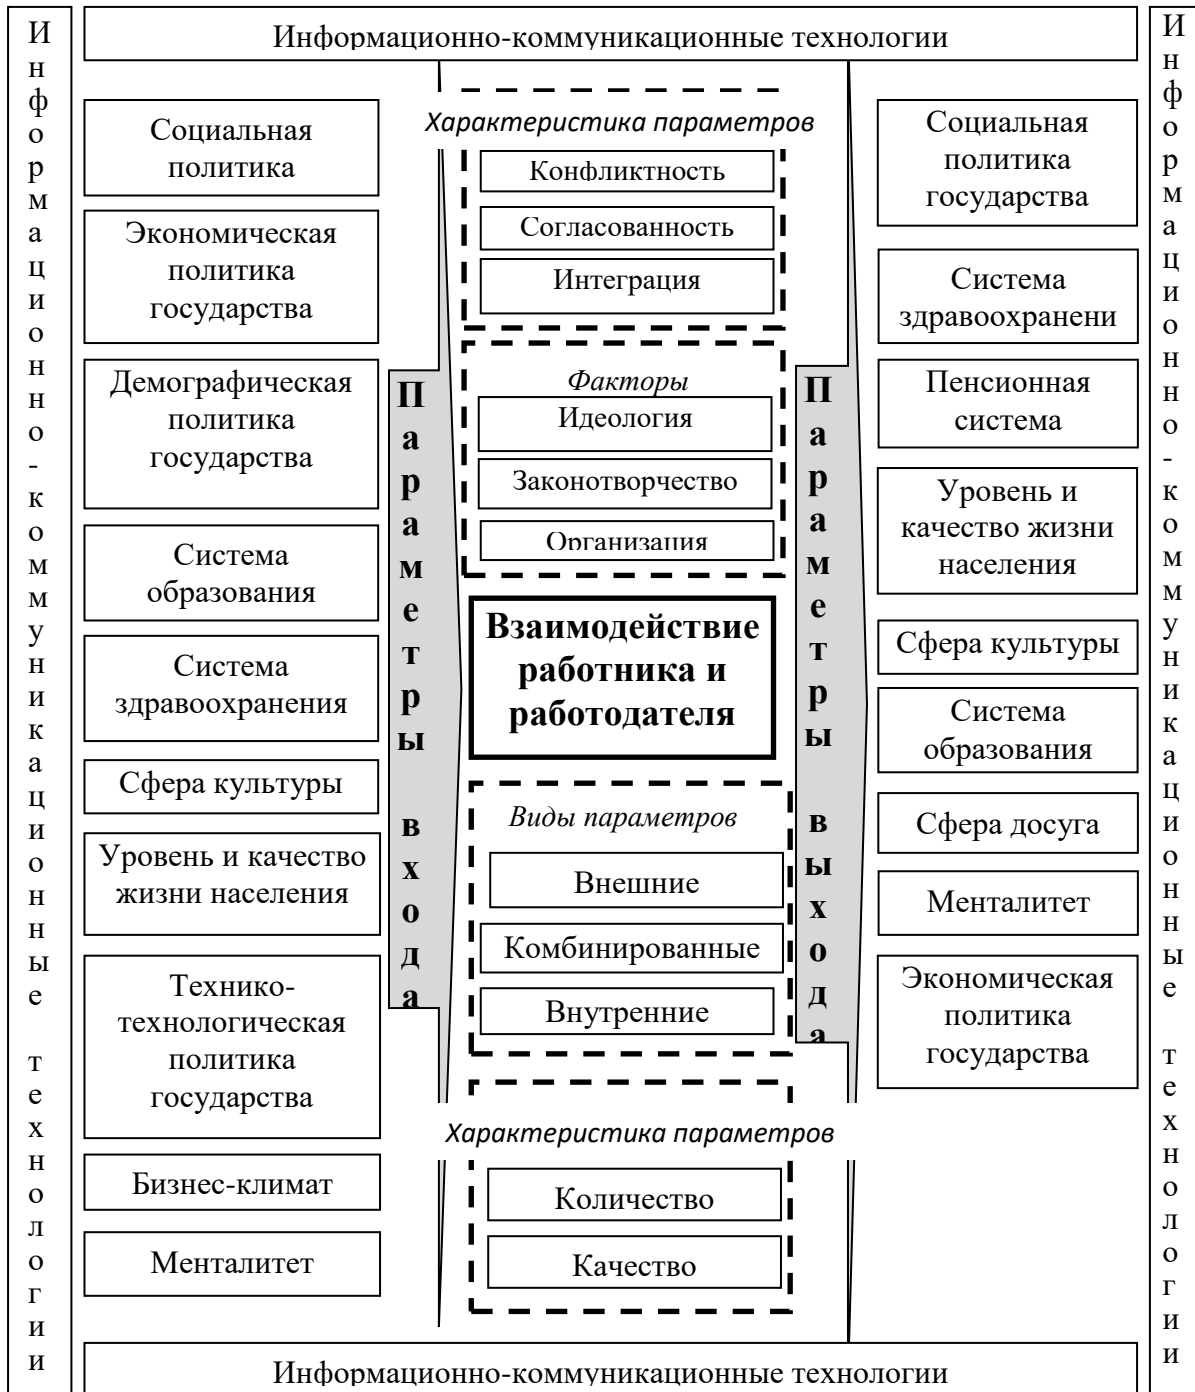 Информационно-коммуникационные технологии
Информационно-коммуникационные технологии
Социальная
политика
Экономическая
политика
государства
Демографическая
политика
государства
Система
образования
Система
здравоохранения
Сфера культуры
Уровень и качество
жизни населения
Технико-
технологическая
политика
государства
Бизнес-климат
Менталитет
Параметры входа
Характеристика параметров
Конфликтность
Согласованность
Интеграция
Факторы
Идеология
Законотворчество
Организация
Взаимодействие
работника и
работодателя
Виды параметров
Внешние
Комбинированные
Внутренние
Характеристика параметров
Количество
Качество
Параметры выхода
Социальная
политика
государства
Система
здравоохранени
Пенсионная
система
Уровень и
качество жизни
населения
Сфера культуры
Система
образования
Сфера досуга
Менталитет
Экономическая
политика
государства
Информационно-коммуникационные технологии
Информационно-коммуникационные технологии